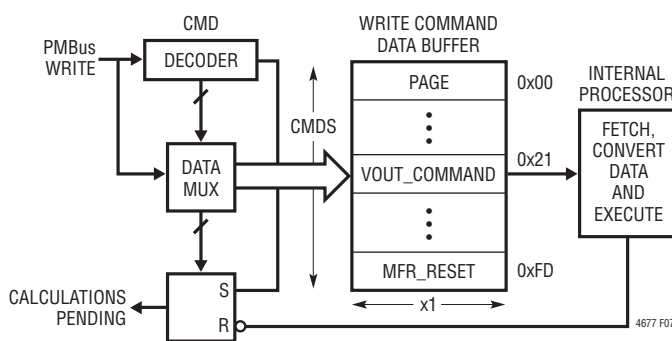 CMD
PMBus
WRITE
DECODER
DATA
MUX
CMDS
S
R
CALCULATIONS
PENDING
WRITE COMMAND
DATA BUFFER
PAGE
0x00
VOUT_COMMAND
0x21
MFR_RESET
0xFD
x1
INTERNAL
PROCESSOR
FETCH,
CONVERT
DATA
AND
EXECUTE
4677 F07